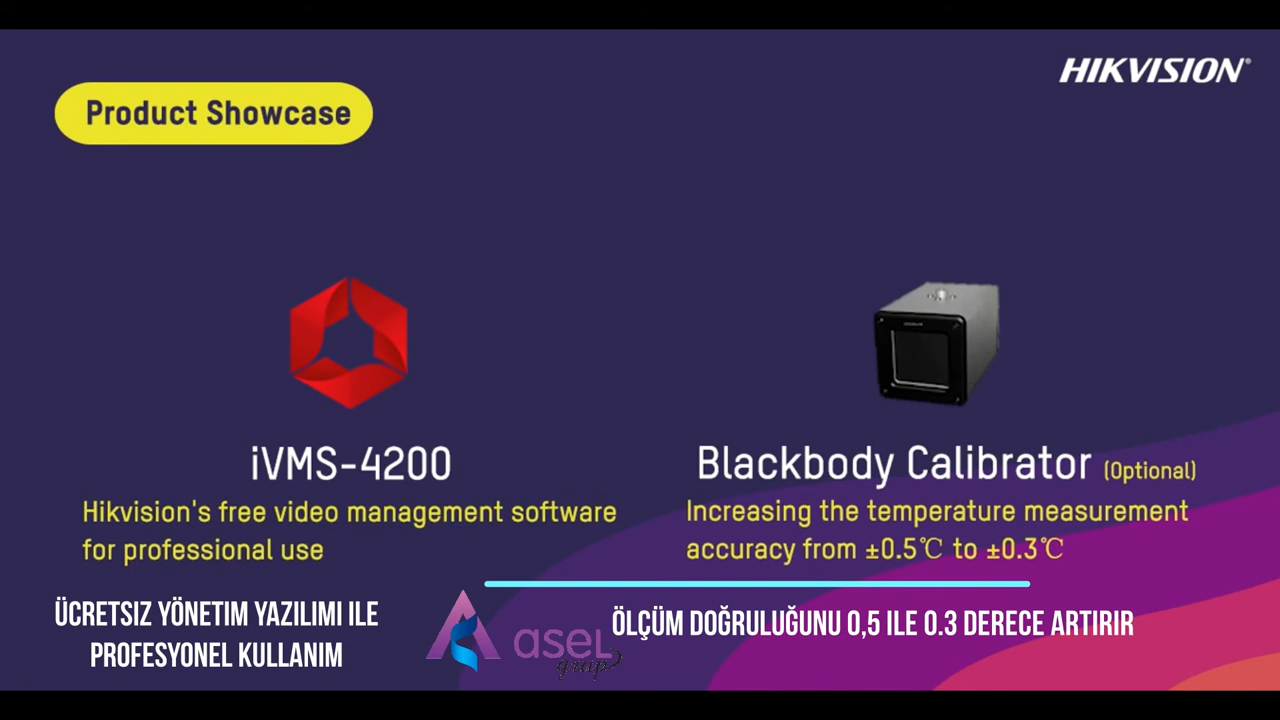 HIKVISION®
Product Showcase
iVMS-4200
Hikvision's free video management software
for professional use
Blackbody Calibrator (Optional)
Increasing the temperature measurement
accuracy from ±0.5℃ to ±0.3℃
ÜCRETSIZ YÖNETIM YAZILIMI ILE
PROFESYONEL KULLANIM
asel
grup
ÖLÇÜM DOĞRULUĞUNU 0,5 ILE 0.3 DERECE ARTIRIR